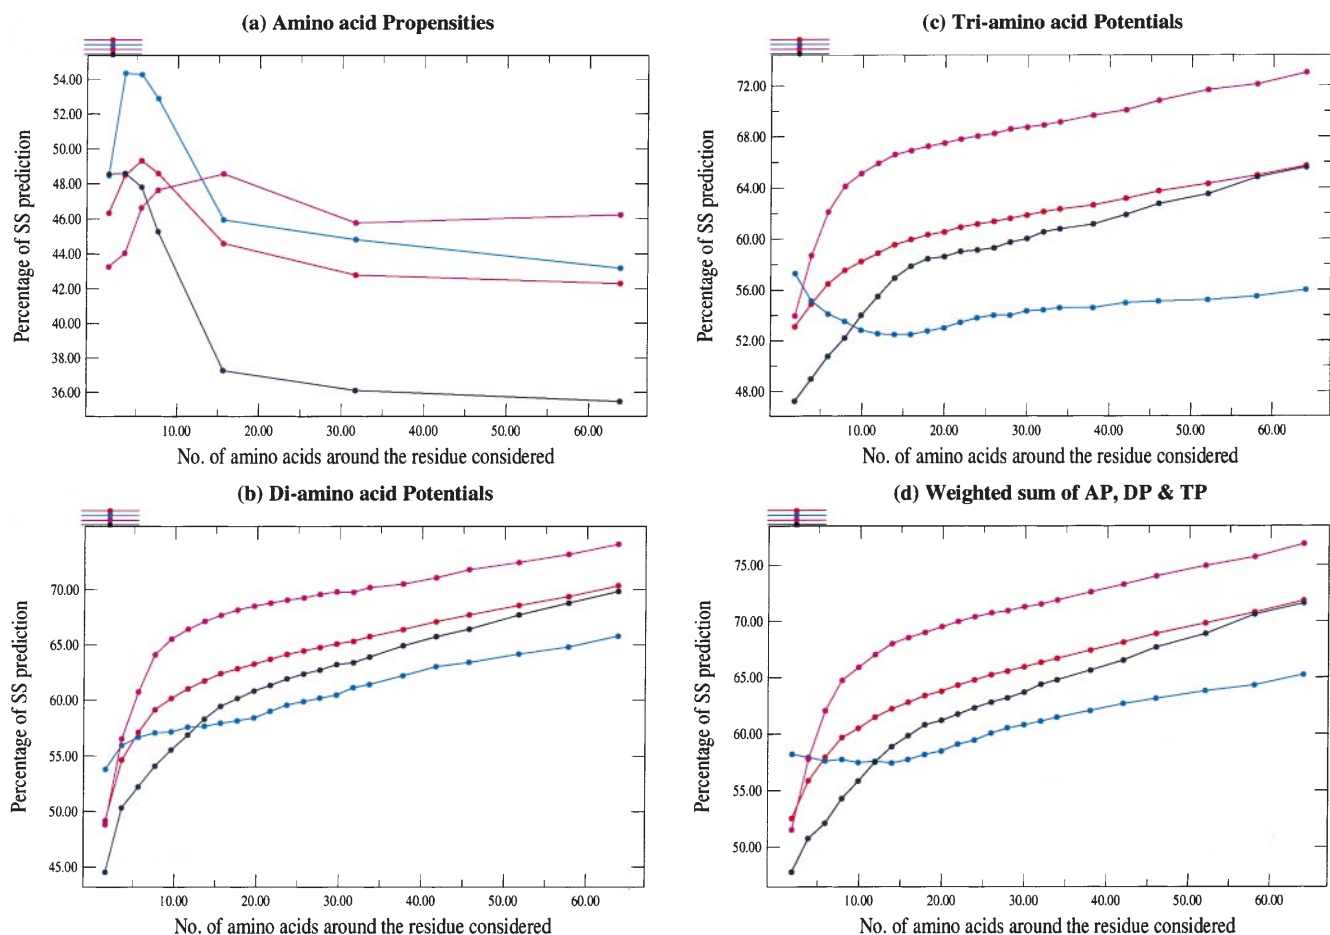 (a) Amino acid Propensities
54.00
52.00
50.00
48.00
46.00
44.00
42.00
40.00
38.00
36.00
Percentage of SS prediction
10.00 20.00 30.00 40.00 50.00 60.00
No. of amino acids around the residue considered
(c) Tri-amino acid Potentials
72.00
68.00
64.00
60.00
56.00
52.00
48.00
Percentage of SS prediction
10.00 20.00 30.00 40.00 50.00 60.00
No. of amino acids around the residue considered
(b) Di-amino acid Potentials
70.00
65.00
60.00
55.00
50.00
45.00
Percentage of SS prediction
10.00 20.00 30.00 40.00 50.00 60.00
No. of amino acids around the residue considered
(d) Weighted sum of AP, DP & TP
75.00
70.00
65.00
60.00
55.00
50.00
Percentage of SS prediction
10.00 20.00 30.00 40.00 50.00 60.00
No. of amino acids around the residue considered